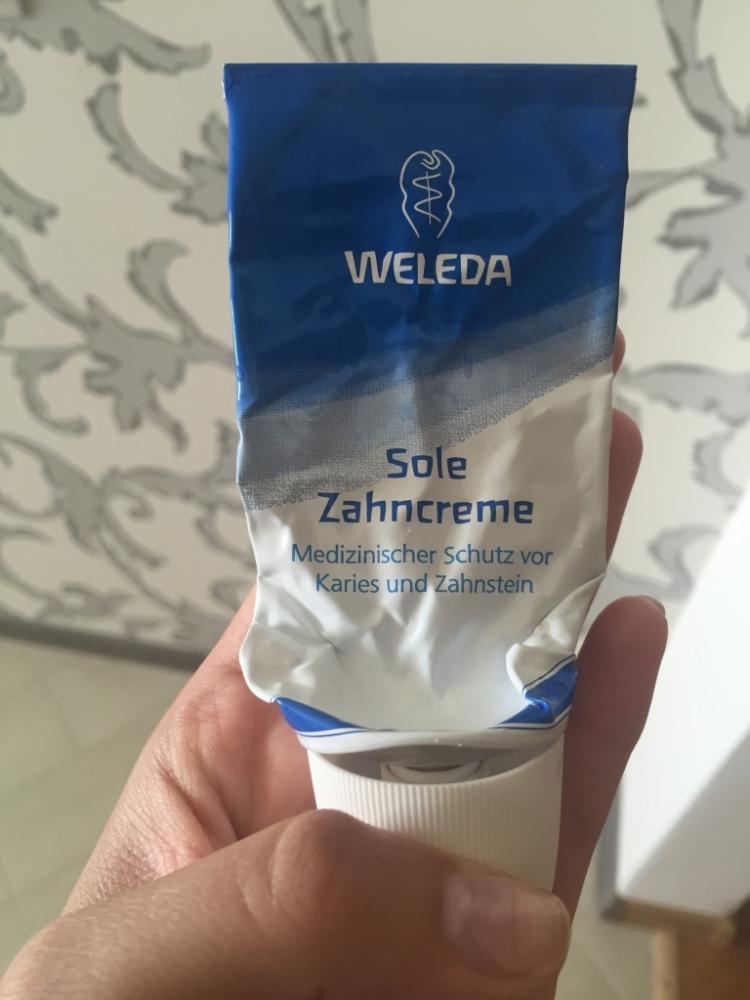 WELEDA
Sole
Zahncreme
Medizinischer Schutz vor
Karies und Zahnstein